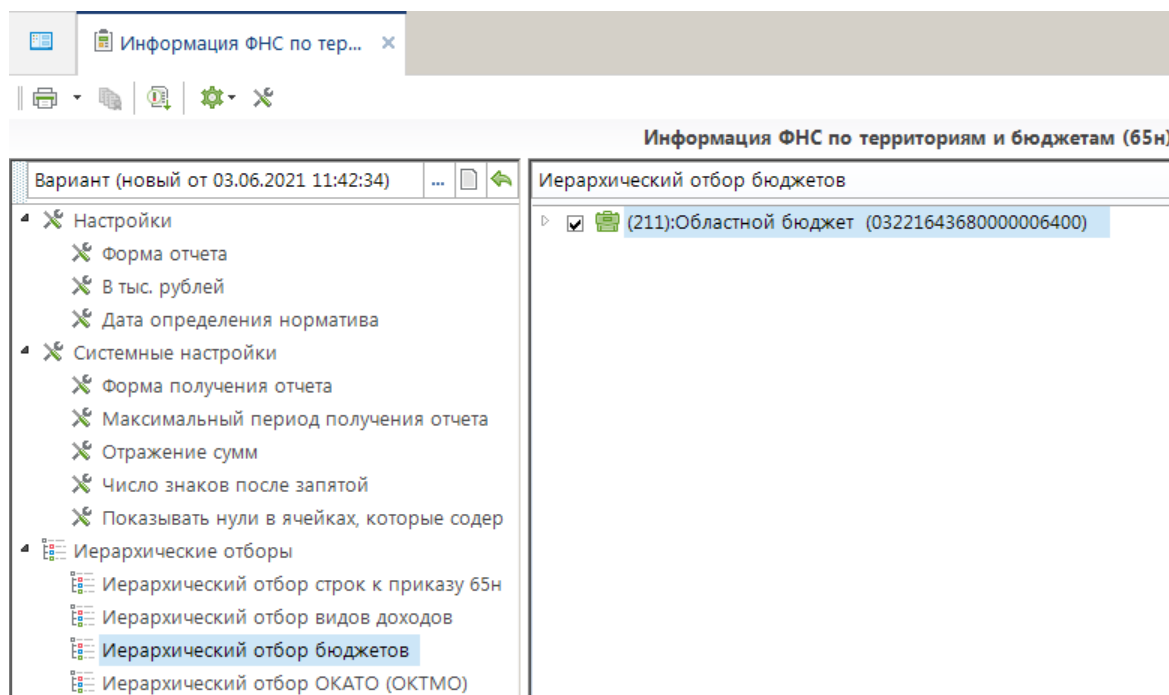 Информация ФНС по тер...
Информация ФНС по территориям и бюджетам (65н)
Вариант (новый от 03.06.2021 11:42:34) ...
Иерархический отбор бюджетов
Настройки
(211):Областной бюджет (03221643680000006400)
Форма отчета
В тыс. рублей
Дата определения норматива
Системные настройки
Форма получения отчета
Максимальный период получения отчета
Отражение сумм
Число знаков после запятой
Показывать нули в ячейках, которые содер
Иерархические отборы
Иерархический отбор строк к приказу 65н
Иерархический отбор видов доходов
Иерархический отбор бюджетов
Иерархический отбор ОКАТО (ОКТМО)